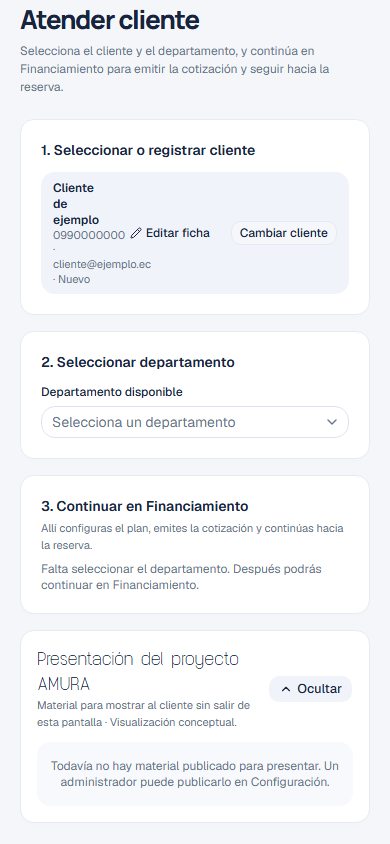 Atender cliente
Selecciona el cliente y el departamento, y continúa en
Financiamiento para emitir la cotización y seguir hacia la
reserva.
1. Seleccionar o registrar cliente
Cliente
de
ejemplo
0990000000
·
cliente@ejemplo.ec
· Nuevo
Editar ficha
Cambiar cliente
2. Seleccionar departamento
Departamento disponible
Selecciona un departamento
3. Continuar en Financiamiento
Allí configuras el plan, emites la cotización y continúas hacia
la reserva.
Falta seleccionar el departamento. Después podrás
continuar en Financiamiento.
Presentación del proyecto
AMURA
Material para mostrar al cliente sin salir de
esta pantalla · Visualización conceptual.
Ocultar
Todavía no hay material publicado para presentar. Un
administrador puede publicarlo en Configuración.